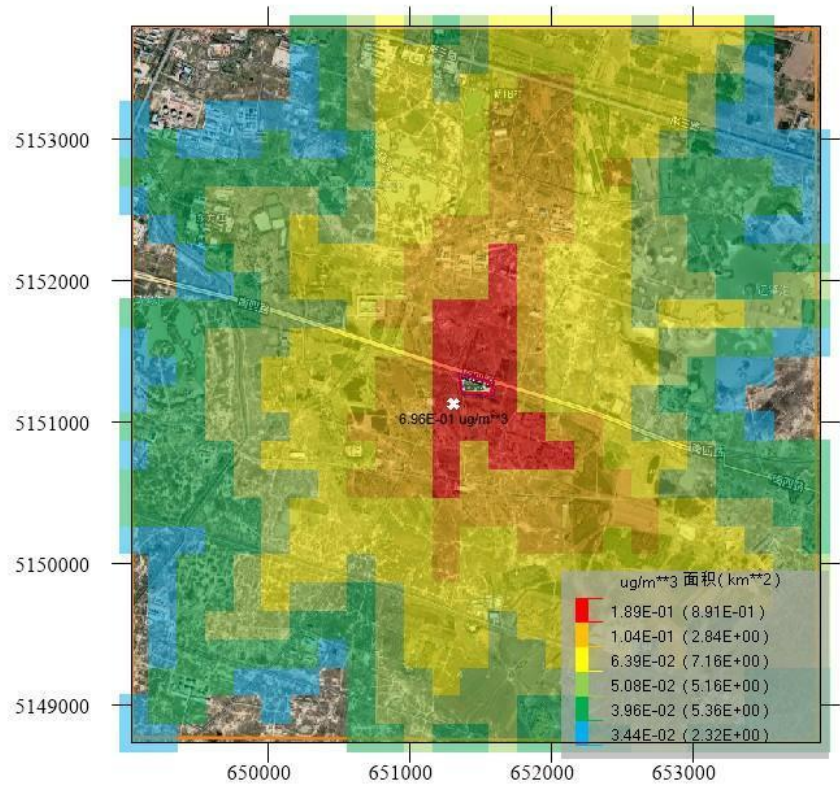 5153000
5152000
5151000
5150000
5149000
6.96E-01 ug/m**3
ug/m**3 面积( km**2)
1.89E-01 ( 8.91E-01)
1.04E-01 ( 2.84E+00)
6.39E-02 ( 7.16E+00)
5.08E-02 ( 5.16E+00)
3.96E-02 ( 5.36E+00)
3.44E-02 ( 2.32E+00)
650000
651000
652000
653000